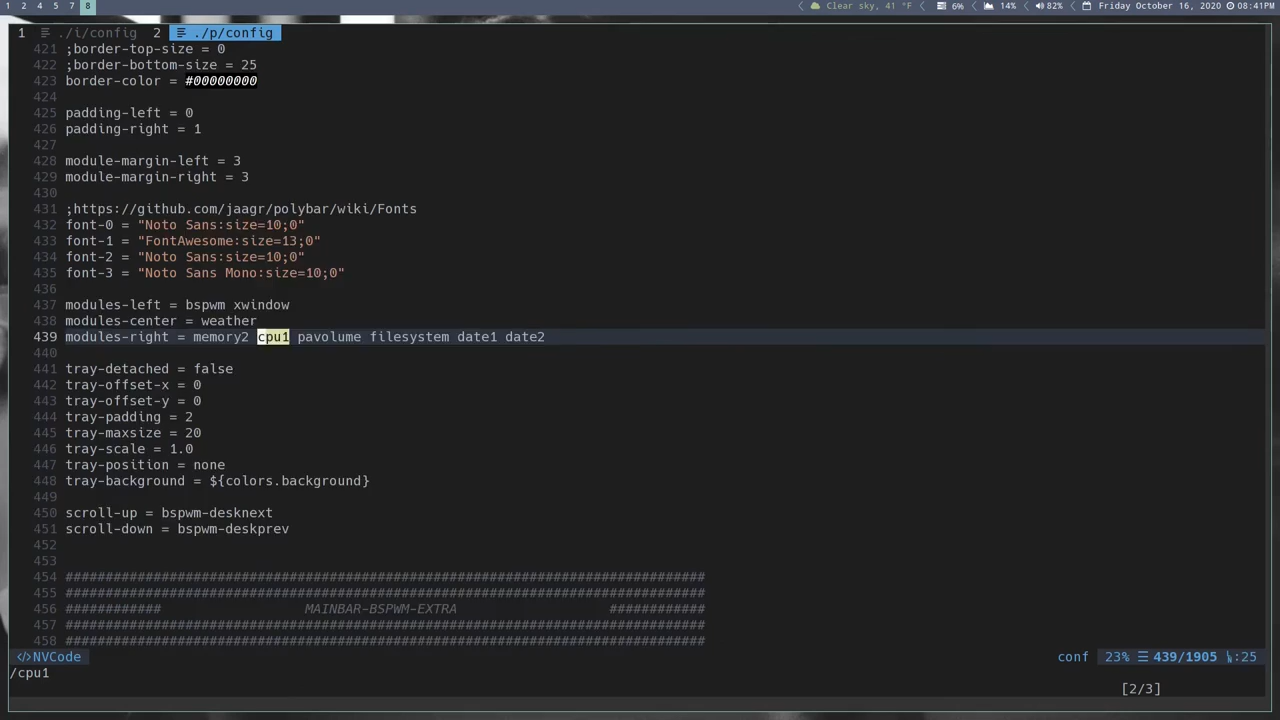 1 2 4 5 7 8 Clear sky, 41 °F 6% 14% 82% Friday October 16, 2020 08:41PM
1 ./i/config 2 ./p/config
421 ;border-top-size = 0
422 ;border-bottom-size = 25
423 border-color = #00000000
424
425 padding-left = 0
426 padding-right = 1
427
428 module-margin-left = 3
429 module-margin-right = 3
430
431 ;https://github.com/jaagr/polybar/wiki/Fonts
432 font-0 = "Noto Sans:size=10;0"
433 font-1 = "FontAwesome:size=13;0"
434 font-2 = "Noto Sans:size=10;0"
435 font-3 = "Noto Sans Mono:size=10;0"
436
437 modules-left = bspwm xwindow
438 modules-center = weather
439 modules-right = memory2 cpu1 pavolume filesystem date1 date2
440
441 tray-detached = false
442 tray-offset-x = 0
443 tray-offset-y = 0
444 tray-padding = 2
445 tray-maxsize = 20
446 tray-scale = 1.0
447 tray-position = none
448 tray-background = ${colors.background}
449
450 scroll-up = bspwm-desknext
451 scroll-down = bspwm-deskprev
452
453
454 ################################################################################
455 ################################################################################
456 ############ MAINBAR-BSPWM-EXTRA ############
457 ################################################################################
458 ################################################################################
</>NVCode conf 23% ☰ 439/1905 :25
/cpu1
[2/3]